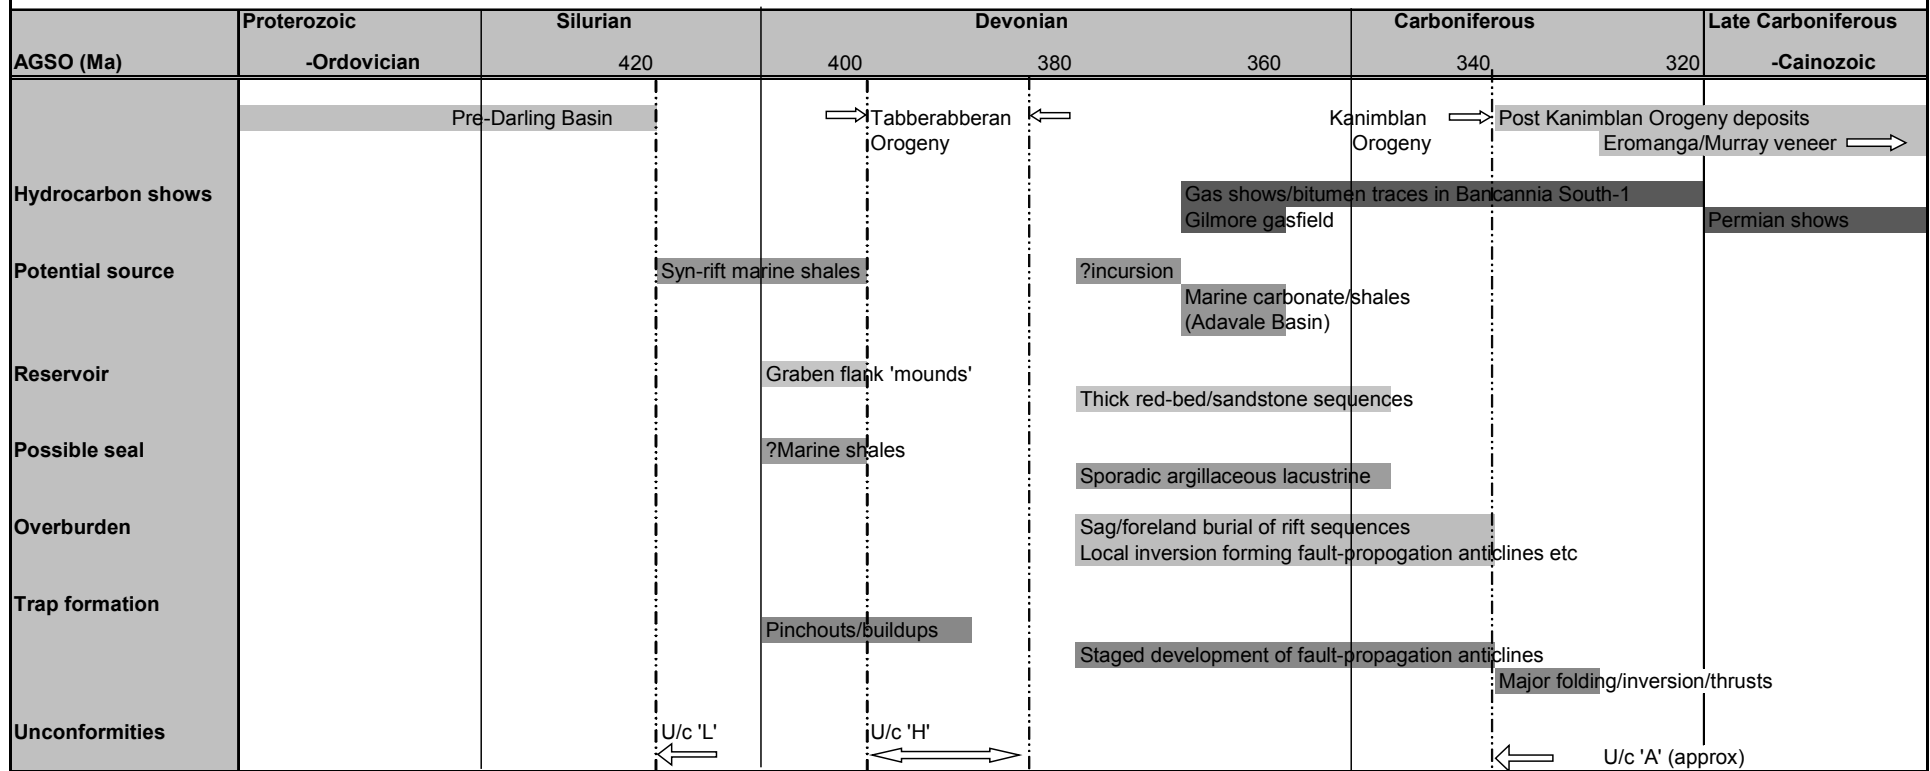 Proterozoic Silurian Devonian Carboniferous Late Carboniferous
AGSO (Ma) -Ordovician 420 400 380 360 340 320 -Cainozoic
Pre-Darling Basin Tabberabberan Kanimblan Post Kanimblan Orogeny deposits
Orogeny Orogeny Eromanga/Murray veneer
Hydrocarbon shows Gas shows/bitumen traces in Bancannia South-1
Gilmore gasfield Permian shows
Potential source Syn-rift marine shales ?incursion
Marine carbonate/shales
(Adavale Basin)
Reservoir Graben flank 'mounds'
Thick red-bed/sandstone sequences
Possible seal ?Marine shales
Sporadic argillaceous lacustrine
Overburden Sag/foreland burial of rift sequences
Local inversion forming fault-propogation anticlines etc
Trap formation
Pinchouts/buildups
Staged development of fault-propagation anticlines
Major folding/inversion/thrusts
Unconformities U/c 'L' U/c 'H'
U/c 'A' (approx)